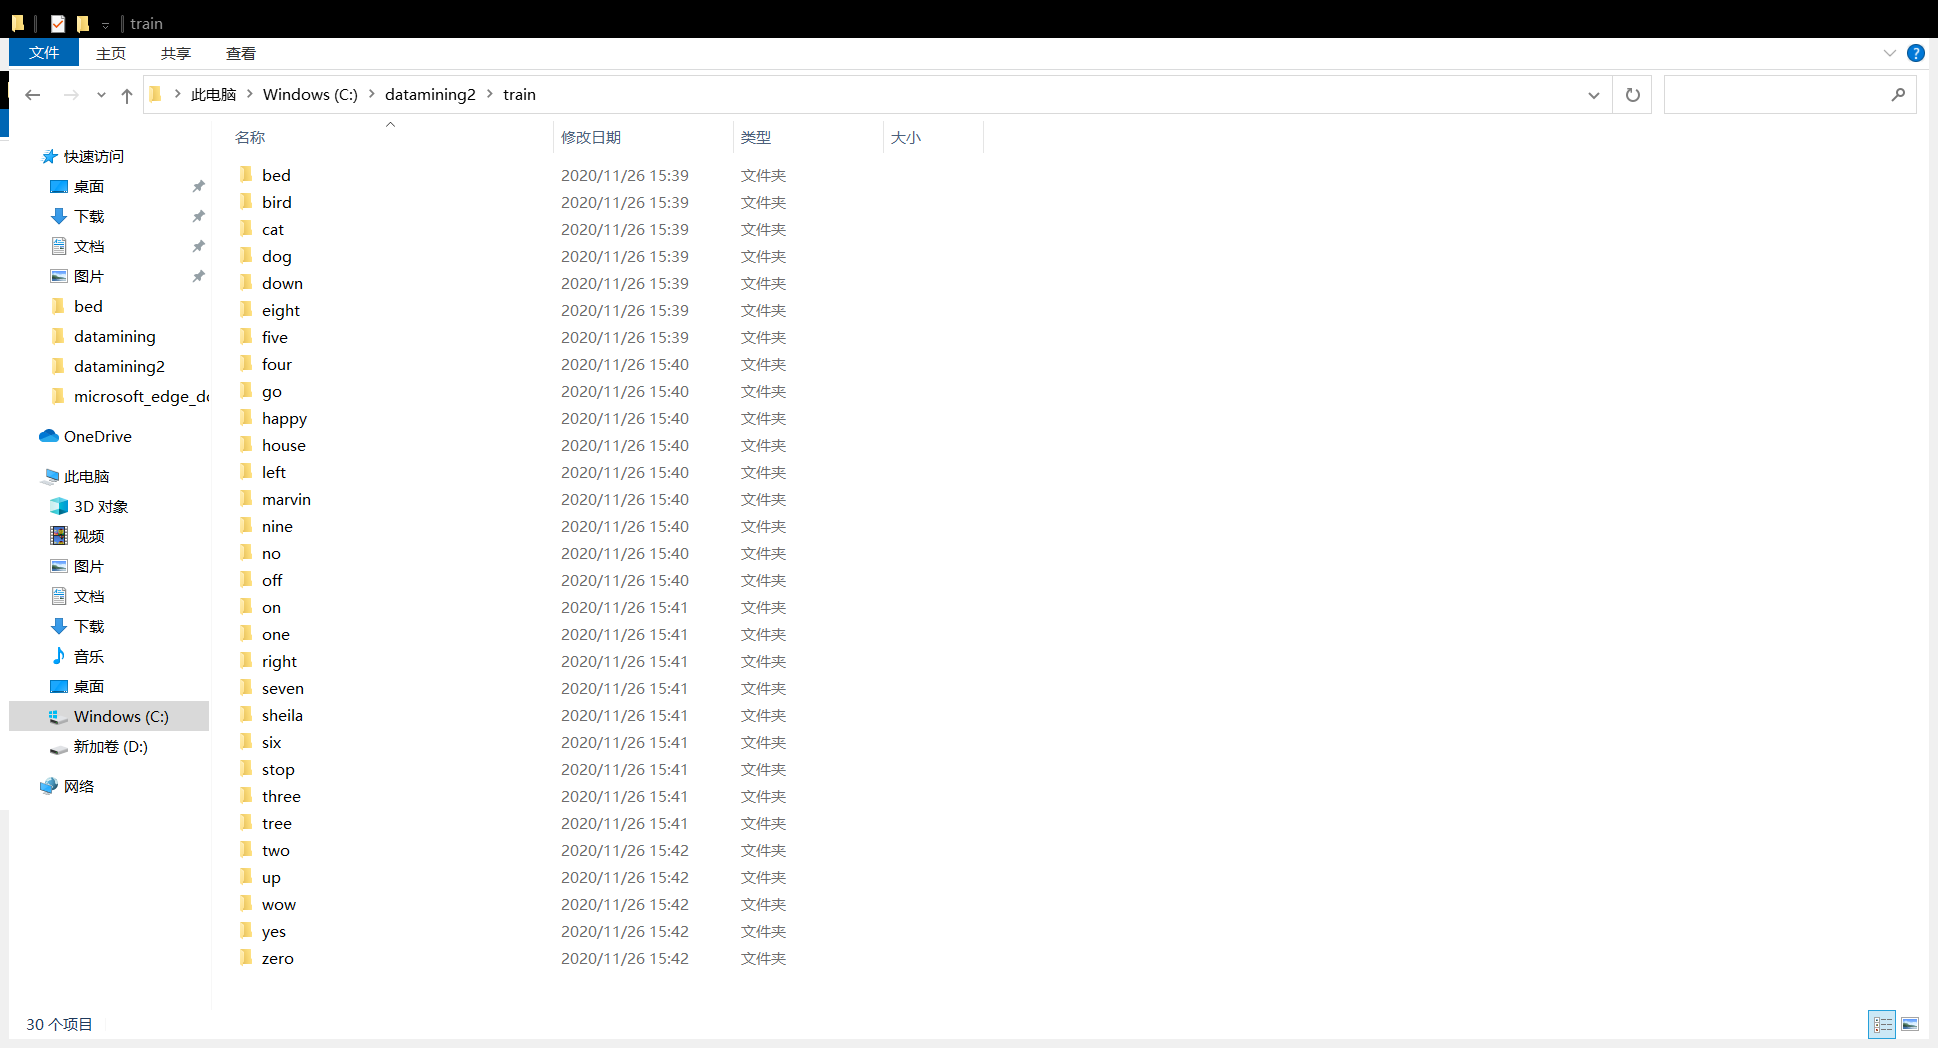 train
文件 主页 共享 查看
此电脑 Windows (C:) datamining2 train
名称 修改日期 类型 大小
快速访问
桌面
下载
文档
图片
bed
datamining
datamining2
microsoft_edge_d
OneDrive
此电脑
3D 对象
视频
图片
文档
下载
音乐
桌面
Windows (C:)
新加卷 (D:)
网络
bed 2020/11/26 15:39 文件夹
bird 2020/11/26 15:39 文件夹
cat 2020/11/26 15:39 文件夹
dog 2020/11/26 15:39 文件夹
down 2020/11/26 15:39 文件夹
eight 2020/11/26 15:39 文件夹
five 2020/11/26 15:39 文件夹
four 2020/11/26 15:40 文件夹
go 2020/11/26 15:40 文件夹
happy 2020/11/26 15:40 文件夹
house 2020/11/26 15:40 文件夹
left 2020/11/26 15:40 文件夹
marvin 2020/11/26 15:40 文件夹
nine 2020/11/26 15:40 文件夹
no 2020/11/26 15:40 文件夹
off 2020/11/26 15:40 文件夹
on 2020/11/26 15:41 文件夹
one 2020/11/26 15:41 文件夹
right 2020/11/26 15:41 文件夹
seven 2020/11/26 15:41 文件夹
sheila 2020/11/26 15:41 文件夹
six 2020/11/26 15:41 文件夹
stop 2020/11/26 15:41 文件夹
three 2020/11/26 15:41 文件夹
tree 2020/11/26 15:41 文件夹
two 2020/11/26 15:42 文件夹
up 2020/11/26 15:42 文件夹
wow 2020/11/26 15:42 文件夹
yes 2020/11/26 15:42 文件夹
zero 2020/11/26 15:42 文件夹
30 个项目